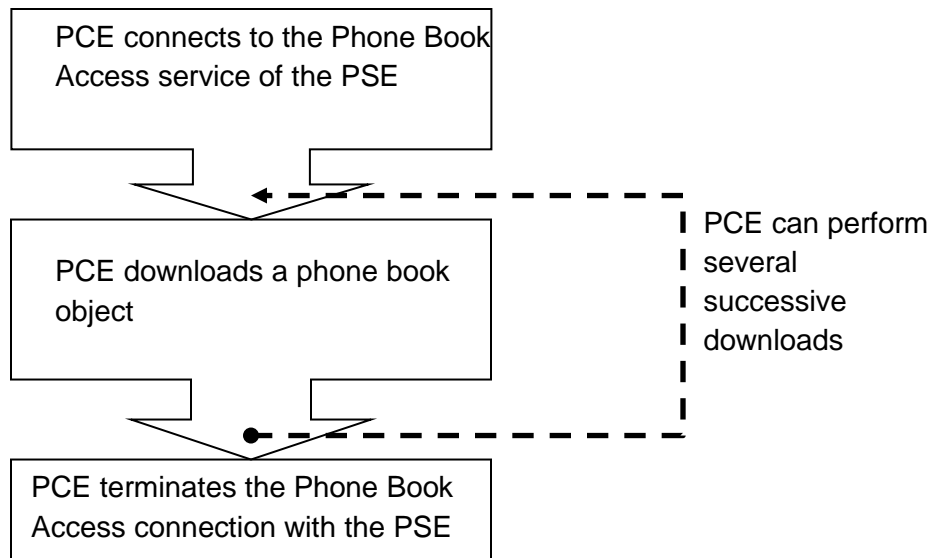 PCE connects to the Phone Book
Access service of the PSE
PCE downloads a phone book
object
PCE can perform
several
successive
downloads
PCE terminates the Phone Book
Access connection with the PSE